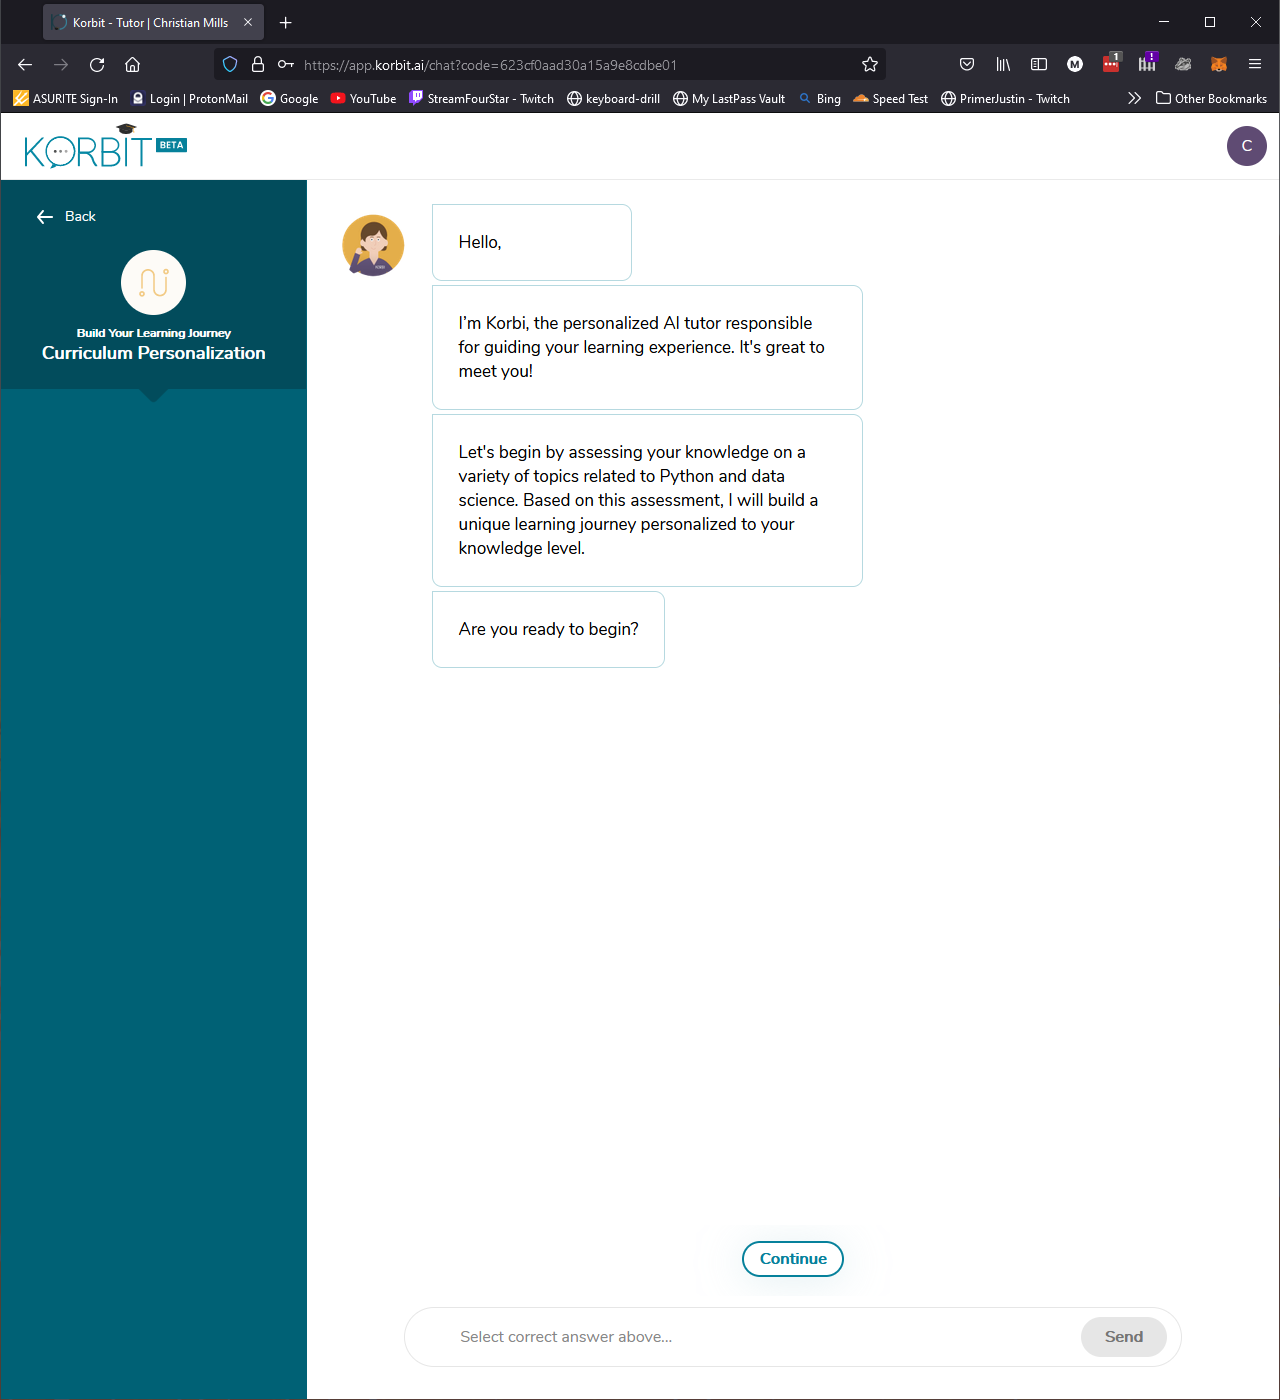 Korbit - Tutor | Christian Mills
https://app.korbit.ai/chat?code=623cf0aad30a15a9e8cdbe01
M
1
!
ASURITE Sign-In
Login | ProtonMail
Google
YouTube
StreamFourStar - Twitch
keyboard-drill
My LastPass Vault
Bing
Speed Test
PrimerJustin - Twitch
Other Bookmarks
KORBIT BETA
C
Back
Build Your Learning Journey
Curriculum Personalization
Hello,
I’m Korbi, the personalized AI tutor responsible
for guiding your learning experience. It's great to
meet you!
Let's begin by assessing your knowledge on a
variety of topics related to Python and data
science. Based on this assessment, I will build a
unique learning journey personalized to your
knowledge level.
Are you ready to begin?
Continue
Select correct answer above...
Send